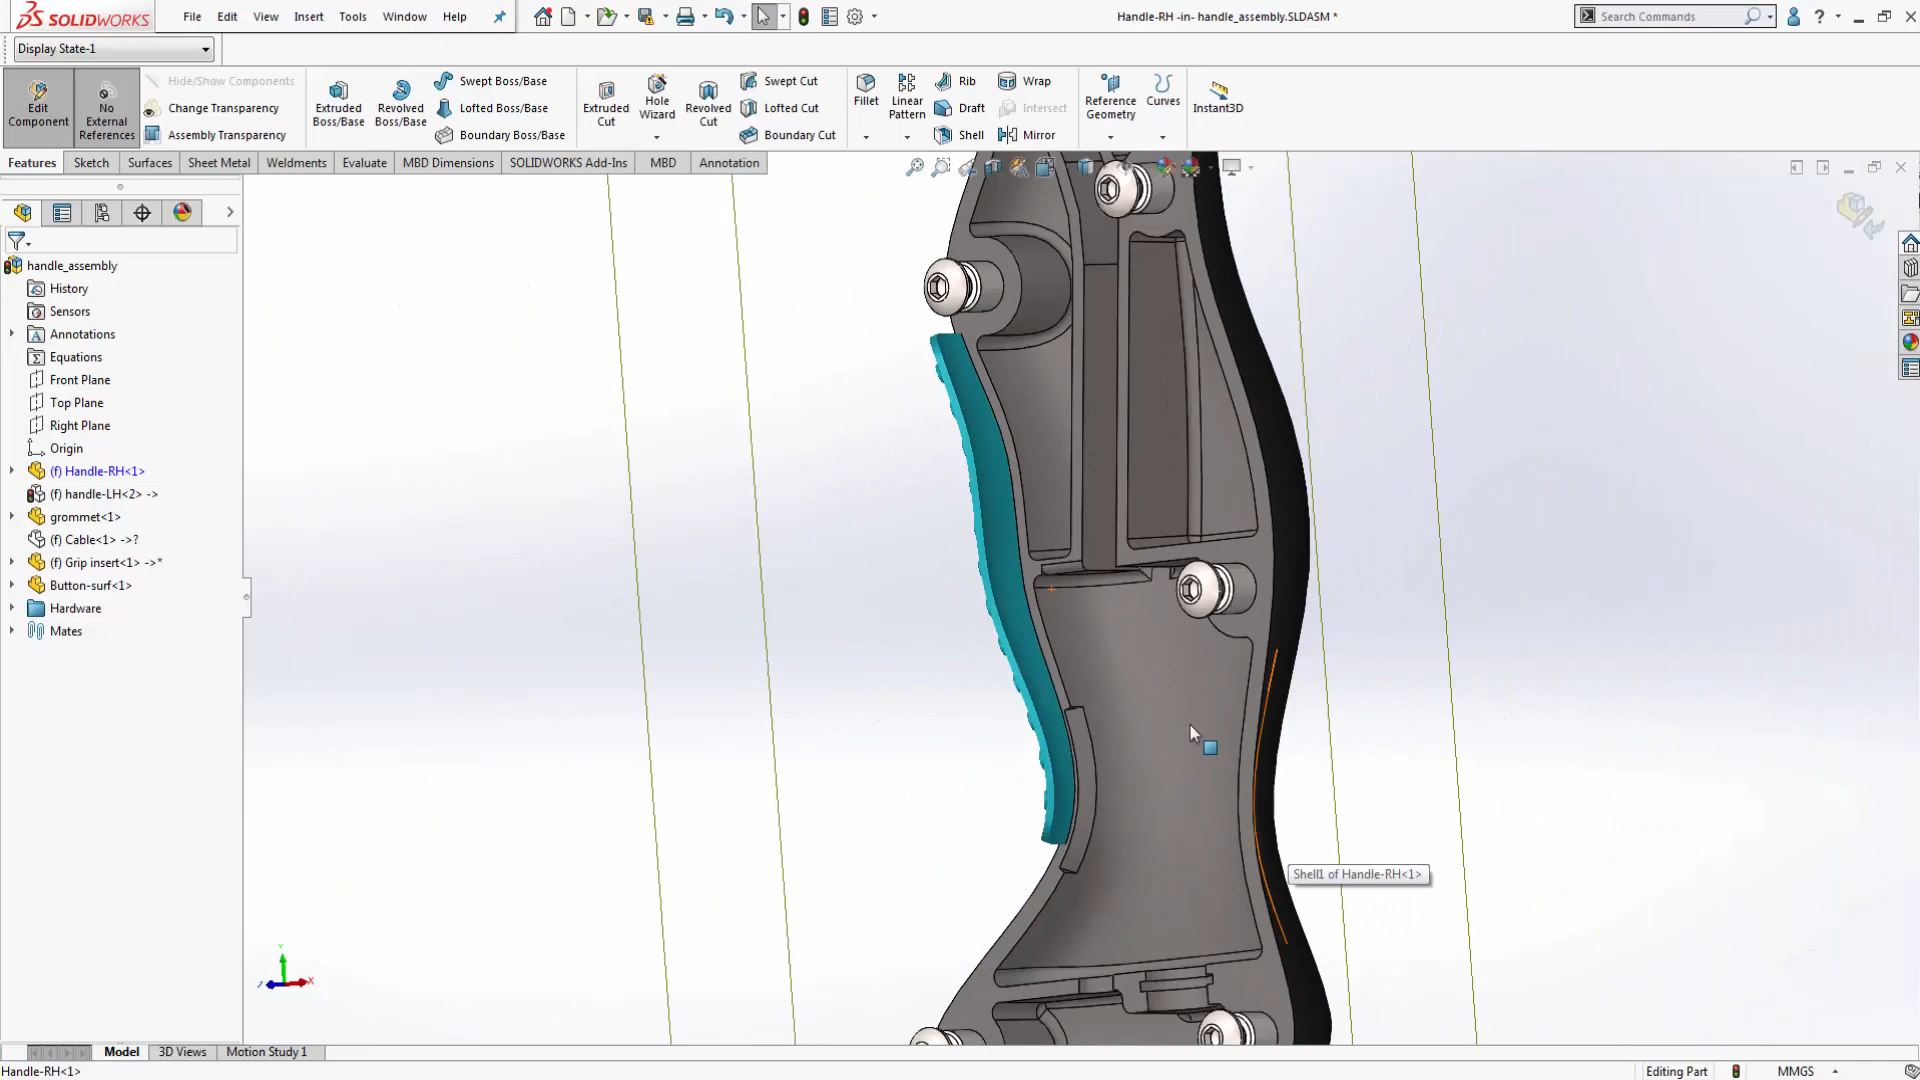 SOLIDWORKS
File Edit View Insert Tools Window Help
Handle-RH -in- handle_assembly.SLDASM *
Search Commands
?
Display State-1
Edit Component
No External References
Hide/Show Components
Change Transparency
Assembly Transparency
Extruded Boss/Base
Revolved Boss/Base
Swept Boss/Base
Lofted Boss/Base
Boundary Boss/Base
Extruded Cut
Hole Wizard
Revolved Cut
Swept Cut
Lofted Cut
Boundary Cut
Fillet
Linear Pattern
Rib
Draft
Shell
Wrap
Intersect
Mirror
Reference Geometry
Curves
Instant3D
Features Sketch Surfaces Sheet Metal Weldments Evaluate MBD Dimensions SOLIDWORKS Add-Ins MBD Annotation
handle_assembly
History
Sensors
Annotations
Equations
Front Plane
Top Plane
Right Plane
Origin
(f) Handle-RH<1>
(f) handle-LH<2> ->
grommet<1>
(f) Cable<1> ->?
(f) Grip insert<1> ->*
Button-surf<1>
Hardware
Mates
Shell1 of Handle-RH<1>
Y
Z
X
Model 3D Views Motion Study 1
Handle-RH<1>
Editing Part
MMGS